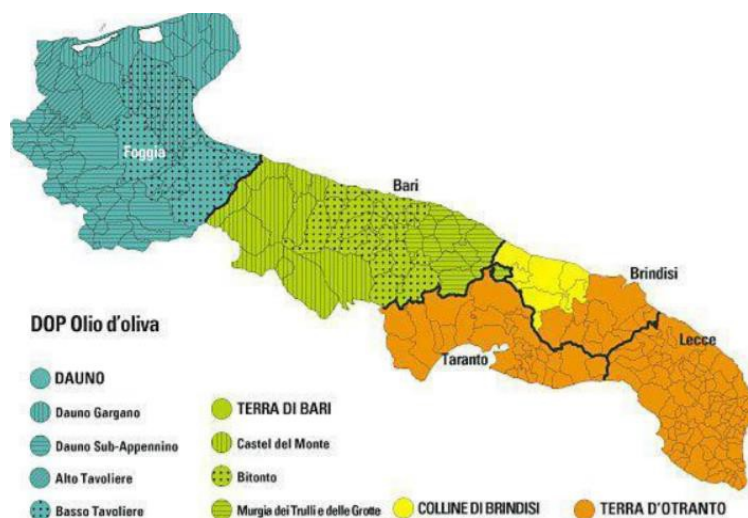 Foggia
Bari
Brindisi
Lecce
Taranto
DOP Olio d'oliva
DAUNO
Dauno Gargano
Dauno Sub-Appennino
Alto Tavoliere
Basso Tavoliere
TERRA DI BARI
Castel del Monte
Bitonto
Murgia dei Trulli e delle Grotte
COLLINE DI BRINDISI
TERRA D'OTRANTO